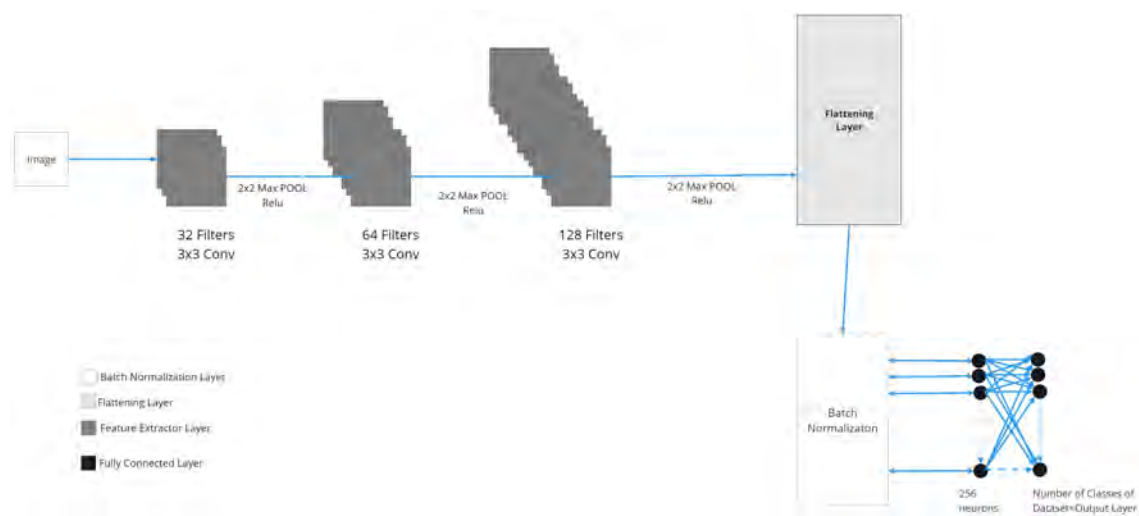 Image
2x2 Max POOL
Relu
2x2 Max POOL
Relu
2x2 Max POOL
Relu
32 Filters
3x3 Conv
64 Filters
3x3 Conv
128 Filters
3x3 Conv
Flattening
Layer
Batch Normalization Layer
Flattening Layer
Feature Extractor Layer
Fully Connected Layer
Batch
Normalizaton
256
neurons
Number of Classes of
Dataset=Output Layer